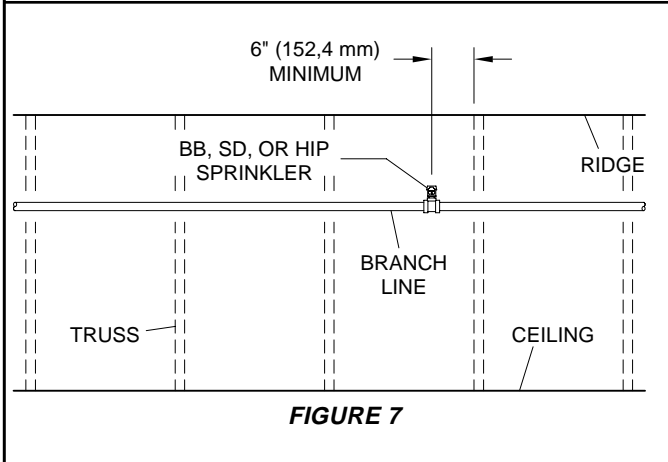 6" (152,4 mm)
MINIMUM
BB, SD, OR HIP
SPRINKLER
RIDGE
BRANCH
LINE
TRUSS
CEILING
FIGURE 7